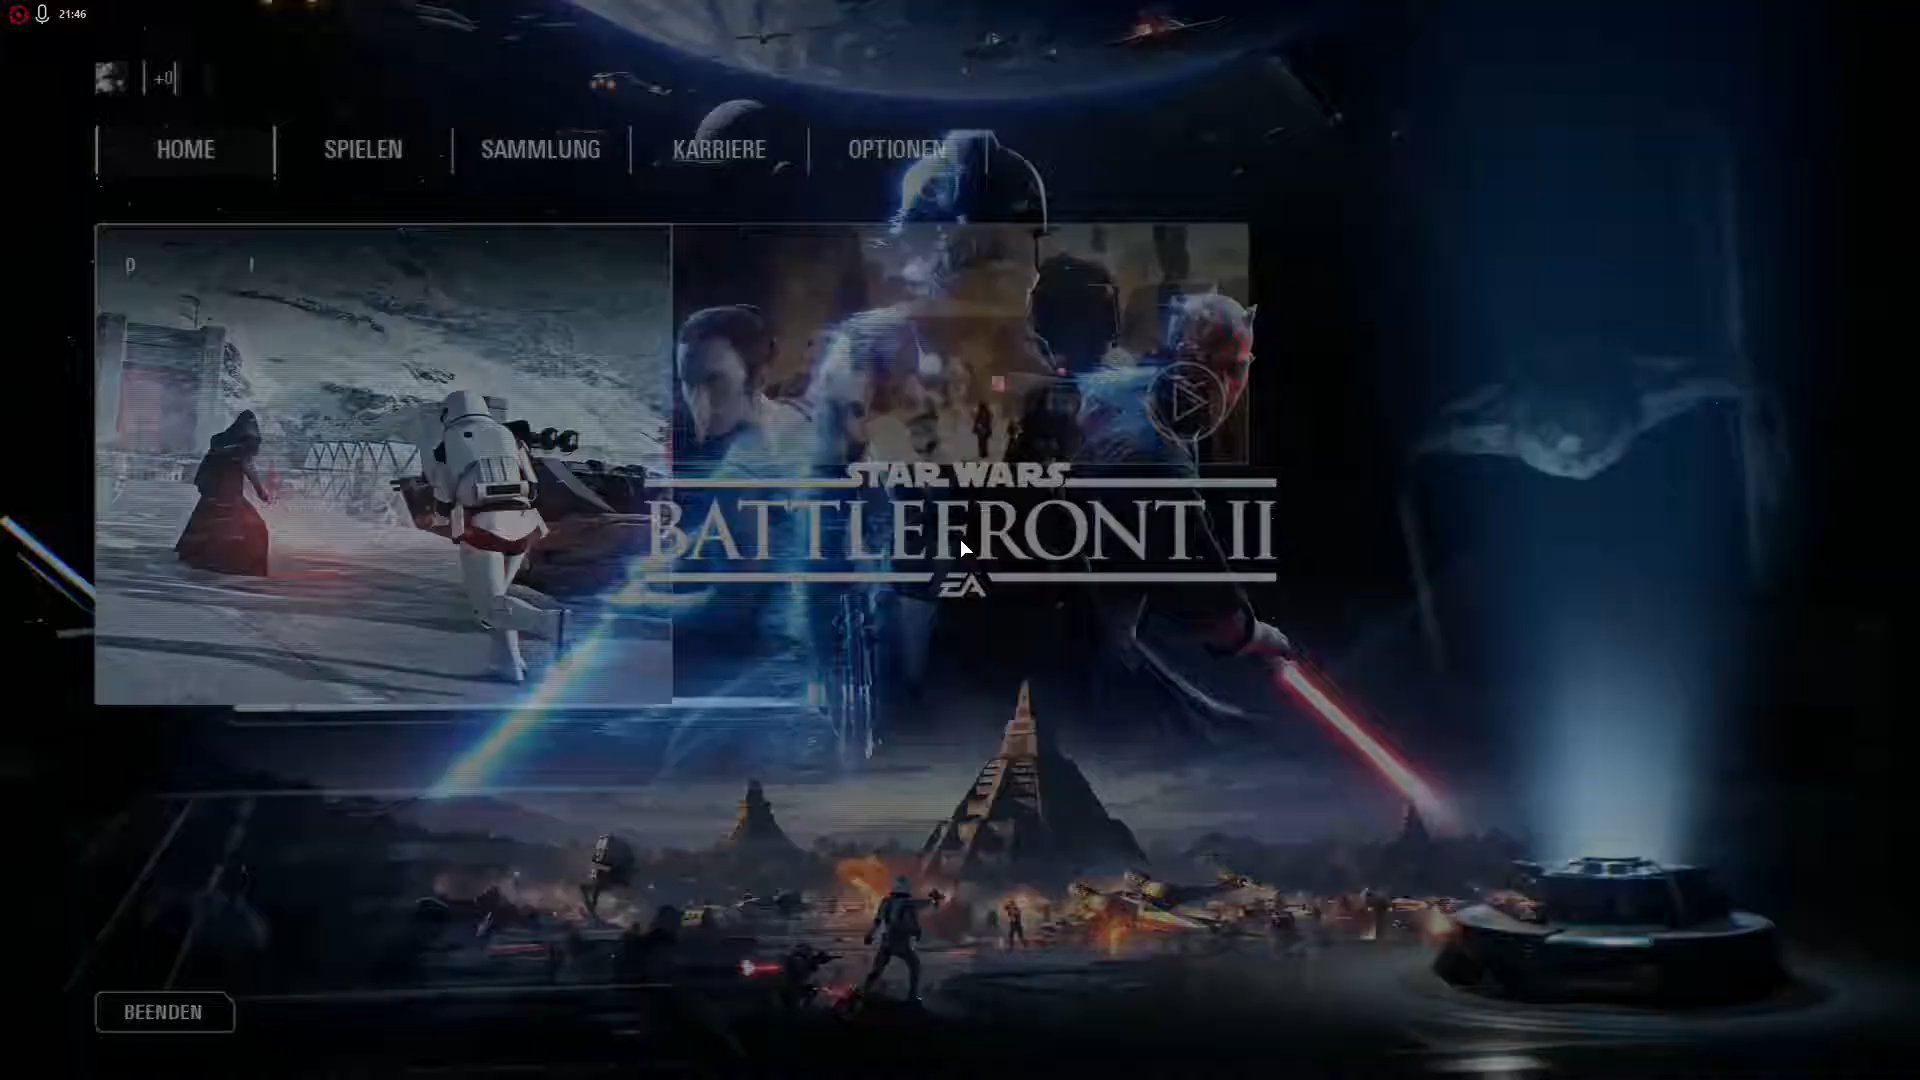 21:46
+0
HOME
SPIELEN
SAMMLUNG
KARRIERE
OPTIONEN
STAR WARS
BATTLEFRONT II
EA
BEENDEN